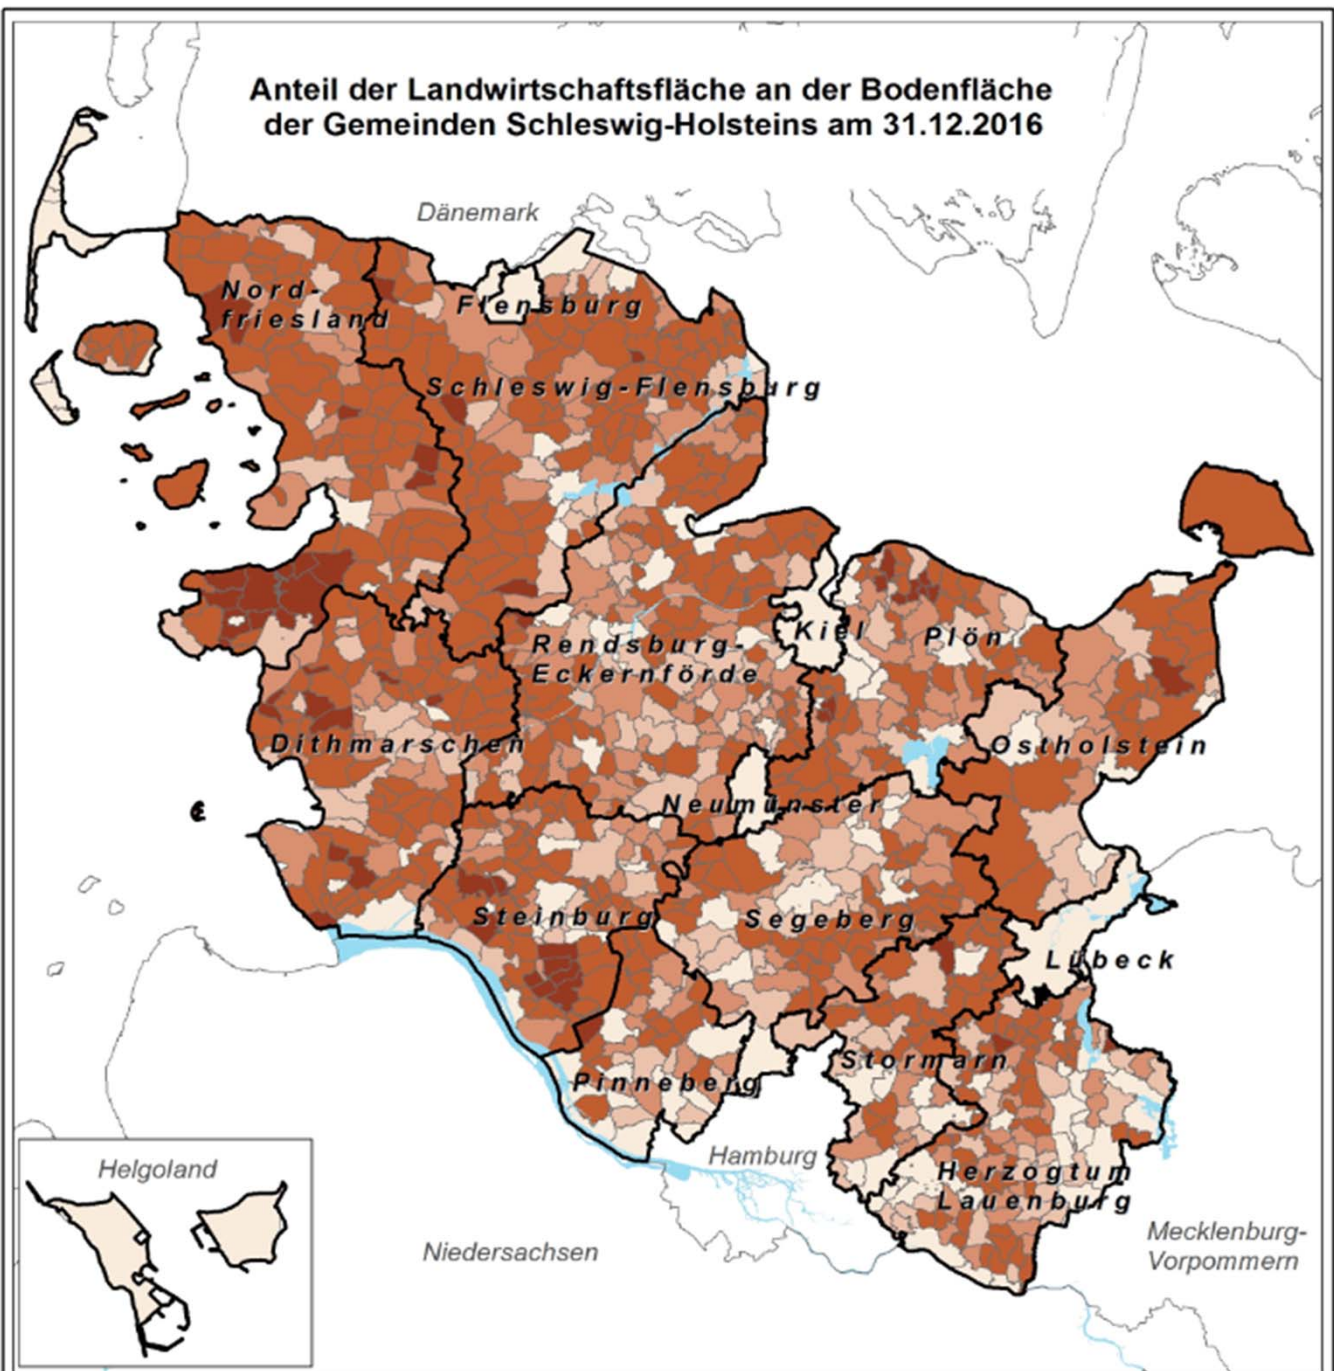 Anteil der Landwirtschaftsfläche an der Bodenfläche
der Gemeinden Schleswig-Holsteins am 31.12.2016
Dänemark
Nord-
friesland
Flensburg
Schleswig-Flensburg
Kiel
Plön
Rendsburg-
Eckernförde
Dithmarschen
Ostholstein
Neumünster
Steinburg
Segeberg
Lübeck
Stormarn
Pinneberg
Hamburg
Helgoland
Herzogtum
Lauenburg
Niedersachsen
Mecklenburg-
Vorpommern